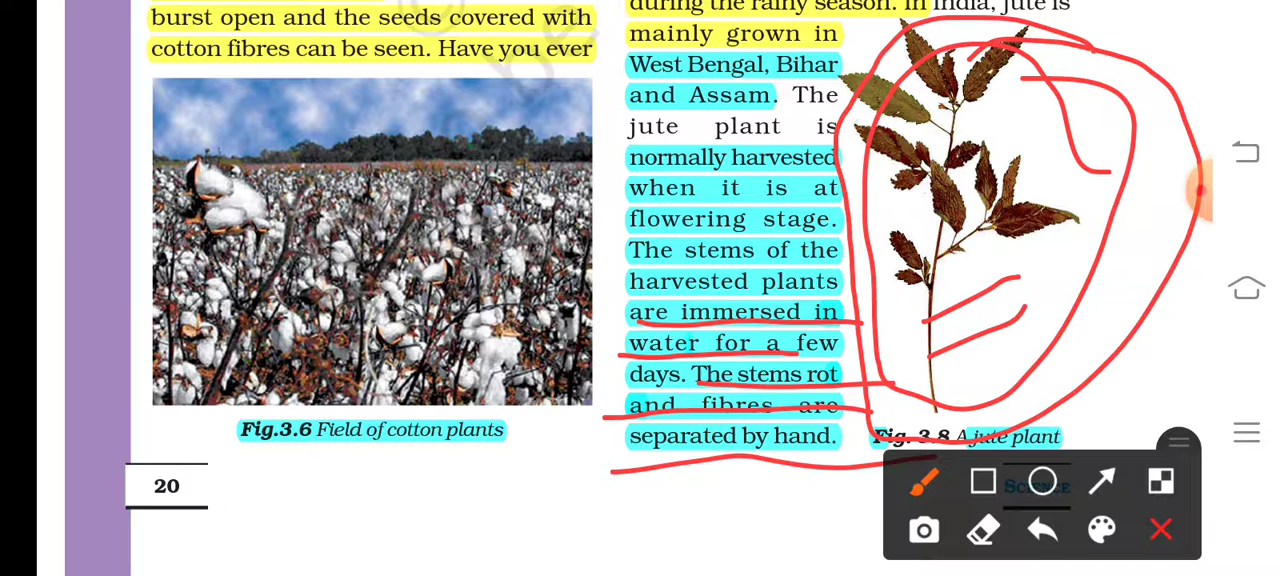 burst open and the seeds covered with
cotton fibres can be seen. Have you ever
Fig.3.6 Field of cotton plants
20
during the rainy season. In India, jute is
mainly grown in
West Bengal, Bihar
and Assam. The
jute plant is
normally harvested
when it is at
flowering stage.
The stems of the
harvested plants
are immersed in
water for a few
days. The stems rot
and fibres are
separated by hand.
Fig. 3.8 A jute plant
SCIENCE